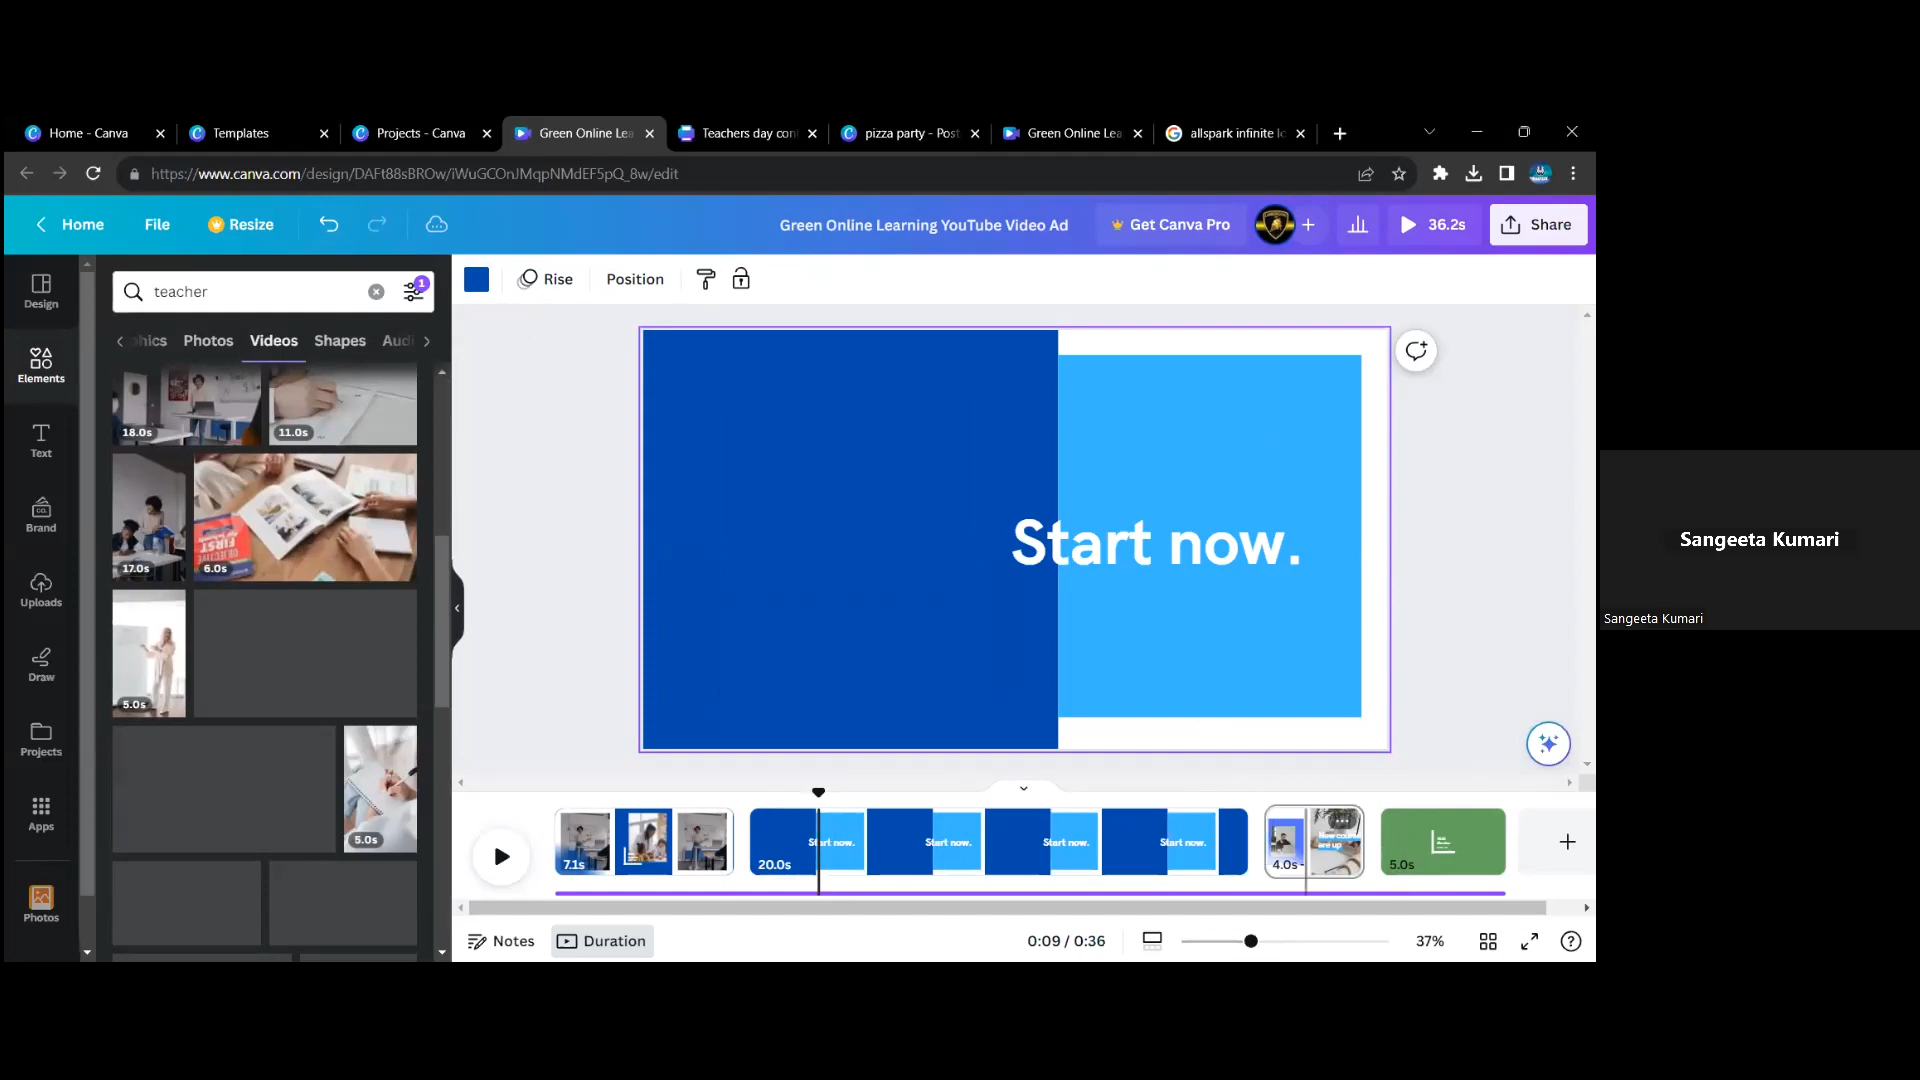 Home - Canva
Templates
Projects - Canva
Green Online Lea
Teachers day con
pizza party - Post
Green Online Lea
allspark infinite lo
https://www.canva.com/design/DAFt88sBROw/iWuGCOnJMqpNMdEF5pQ_8w/edit
Home
File
Resize
Green Online Learning YouTube Video Ad
Get Canva Pro
36.2s
Share
Design
Elements
Text
Brand
Uploads
Draw
Projects
Apps
Photos
teacher
1
hics
Photos
Videos
Shapes
Audi
18.0s
11.0s
17.0s
FIRST
6.0s
5.0s
5.0s
Rise
Position
Start now.
7.1s
20.0s
Start now.
Start now.
Start now.
Start now.
4.0s
5.0s
Notes
Duration
0:09 / 0:36
37%
Sangeeta Kumari
Sangeeta Kumari